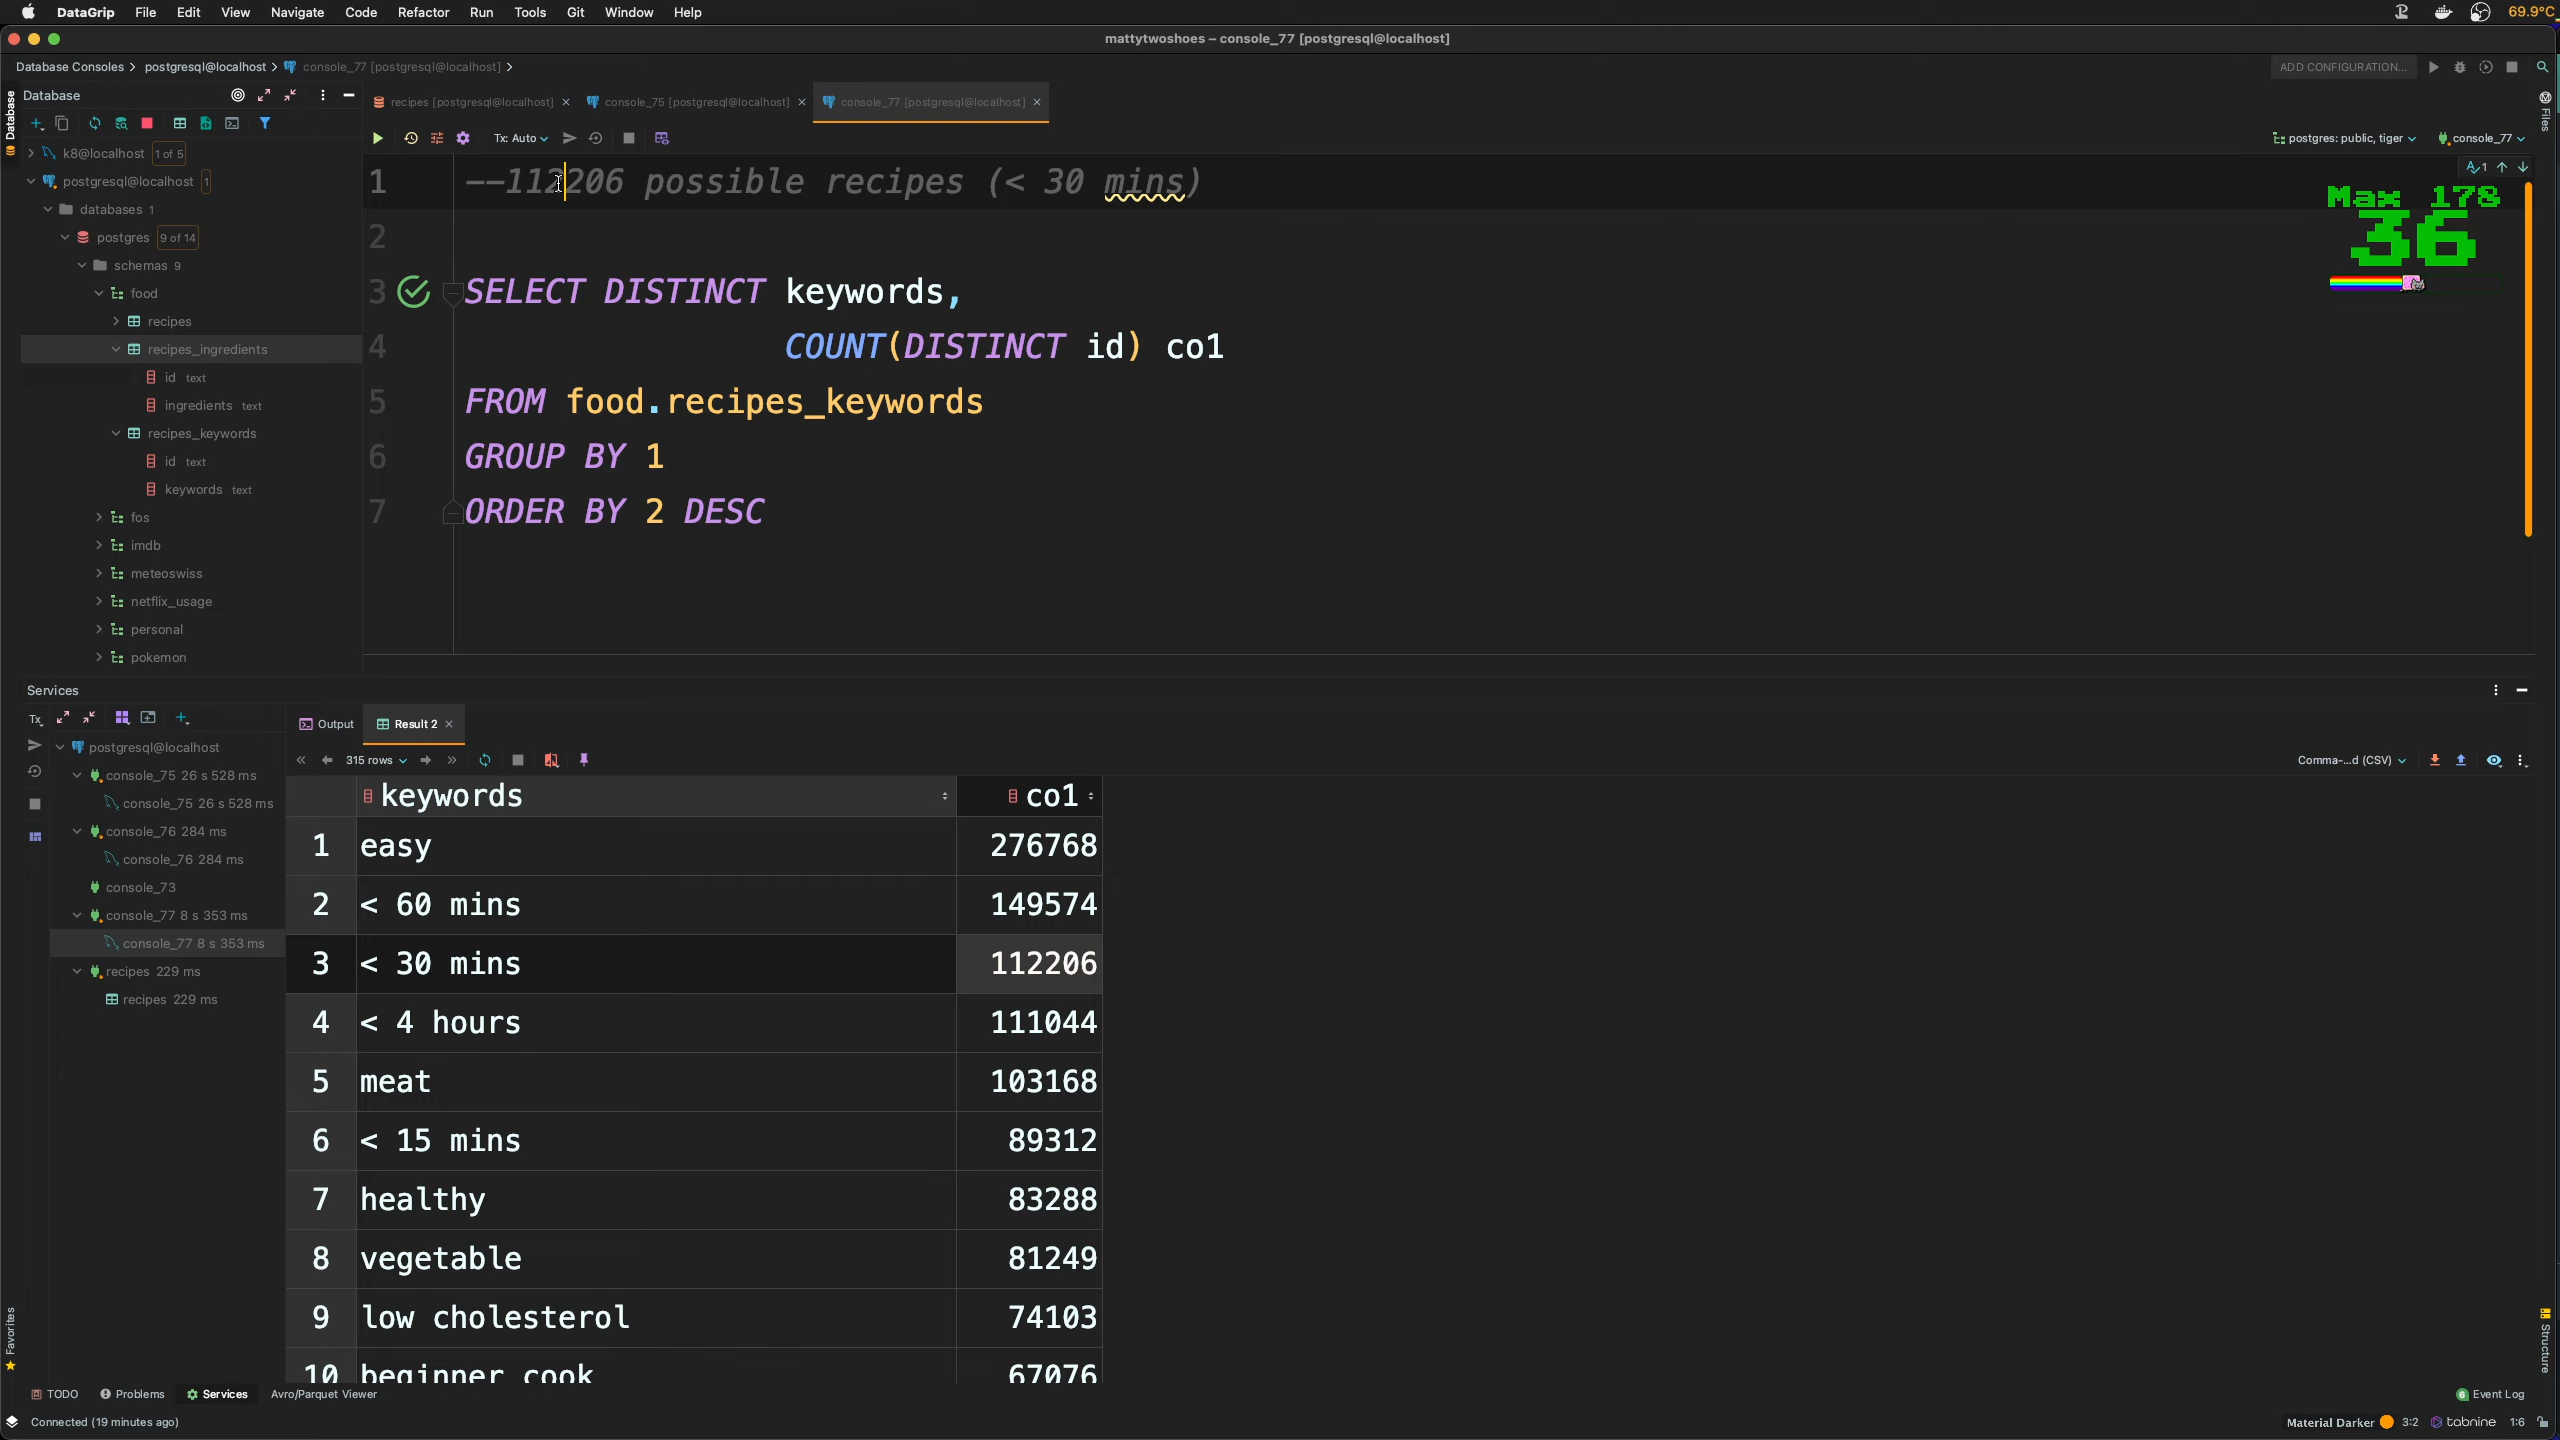 DataGrip File Edit View Navigate Code Refactor Run Tools Git Window Help 69.9°C
mattytwoshoes – console_77 [postgresql@localhost]
Database Consoles postgresql@localhost console_77 [postgresql@localhost] ADD CONFIGURATION...
Database
Database
recipes [postgresql@localhost] console_75 [postgresql@localhost] console_77 [postgresql@localhost]
Files
Tx: Auto postgres: public, tiger console_77
k8@localhost 1 of 5
postgresql@localhost 1
databases 1
postgres 9 of 14
schemas 9
food
recipes
recipes_ingredients
id text
ingredients text
recipes_keywords
id text
keywords text
fos
imdb
meteoswiss
netflix_usage
personal
pokemon
1 --112206 possible recipes (< 30 mins)
2
3 SELECT DISTINCT keywords,
4 COUNT(DISTINCT id) co1
5 FROM food.recipes_keywords
6 GROUP BY 1
7 ORDER BY 2 DESC
1
Max 178
36
Services
Tx
Output Result 2
315 rows Comma-...d (CSV)
postgresql@localhost
console_75 26 s 528 ms
console_75 26 s 528 ms
console_76 284 ms
console_76 284 ms
console_73
console_77 8 s 353 ms
console_77 8 s 353 ms
recipes 229 ms
recipes 229 ms
keywords co1
1 easy 276768
2 < 60 mins 149574
3 < 30 mins 112206
4 < 4 hours 111044
5 meat 103168
6 < 15 mins 89312
7 healthy 83288
8 vegetable 81249
9 low cholesterol 74103
10 beginner cook 67076
Favorites
Structure
TODO Problems Services Avro/Parquet Viewer 6 Event Log
Connected (19 minutes ago) Material Darker 3:2 tabnine 1:6